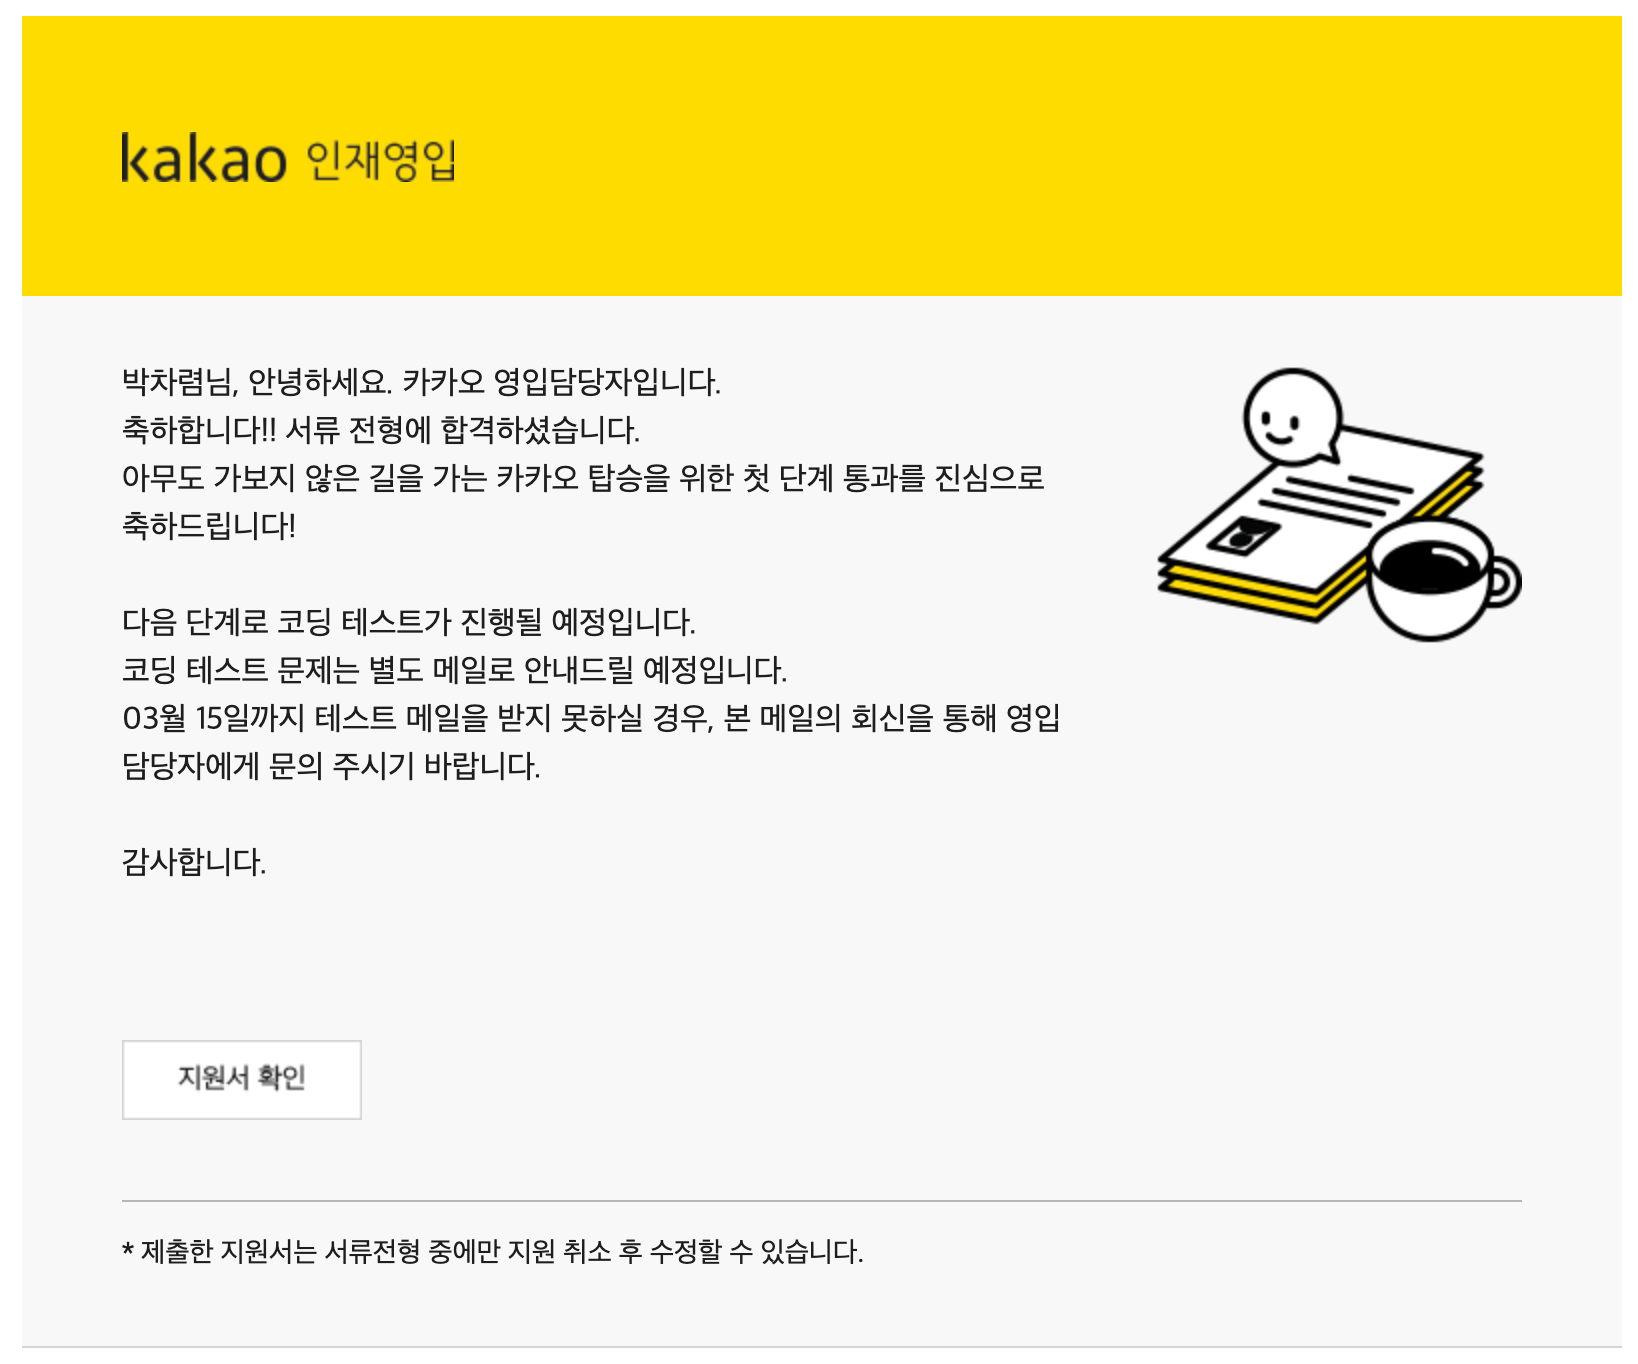 kakao 인재영입
박차렴님, 안녕하세요. 카카오 영입담당자입니다.
축하합니다!! 서류 전형에 합격하셨습니다.
아무도 가보지 않은 길을 가는 카카오 탑승을 위한 첫 단계 통과를 진심으로
축하드립니다!
다음 단계로 코딩 테스트가 진행될 예정입니다.
코딩 테스트 문제는 별도 메일로 안내드릴 예정입니다.
03월 15일까지 테스트 메일을 받지 못하실 경우, 본 메일의 회신을 통해 영입
담당자에게 문의 주시기 바랍니다.
감사합니다.
지원서 확인
* 제출한 지원서는 서류전형 중에만 지원 취소 후 수정할 수 있습니다.